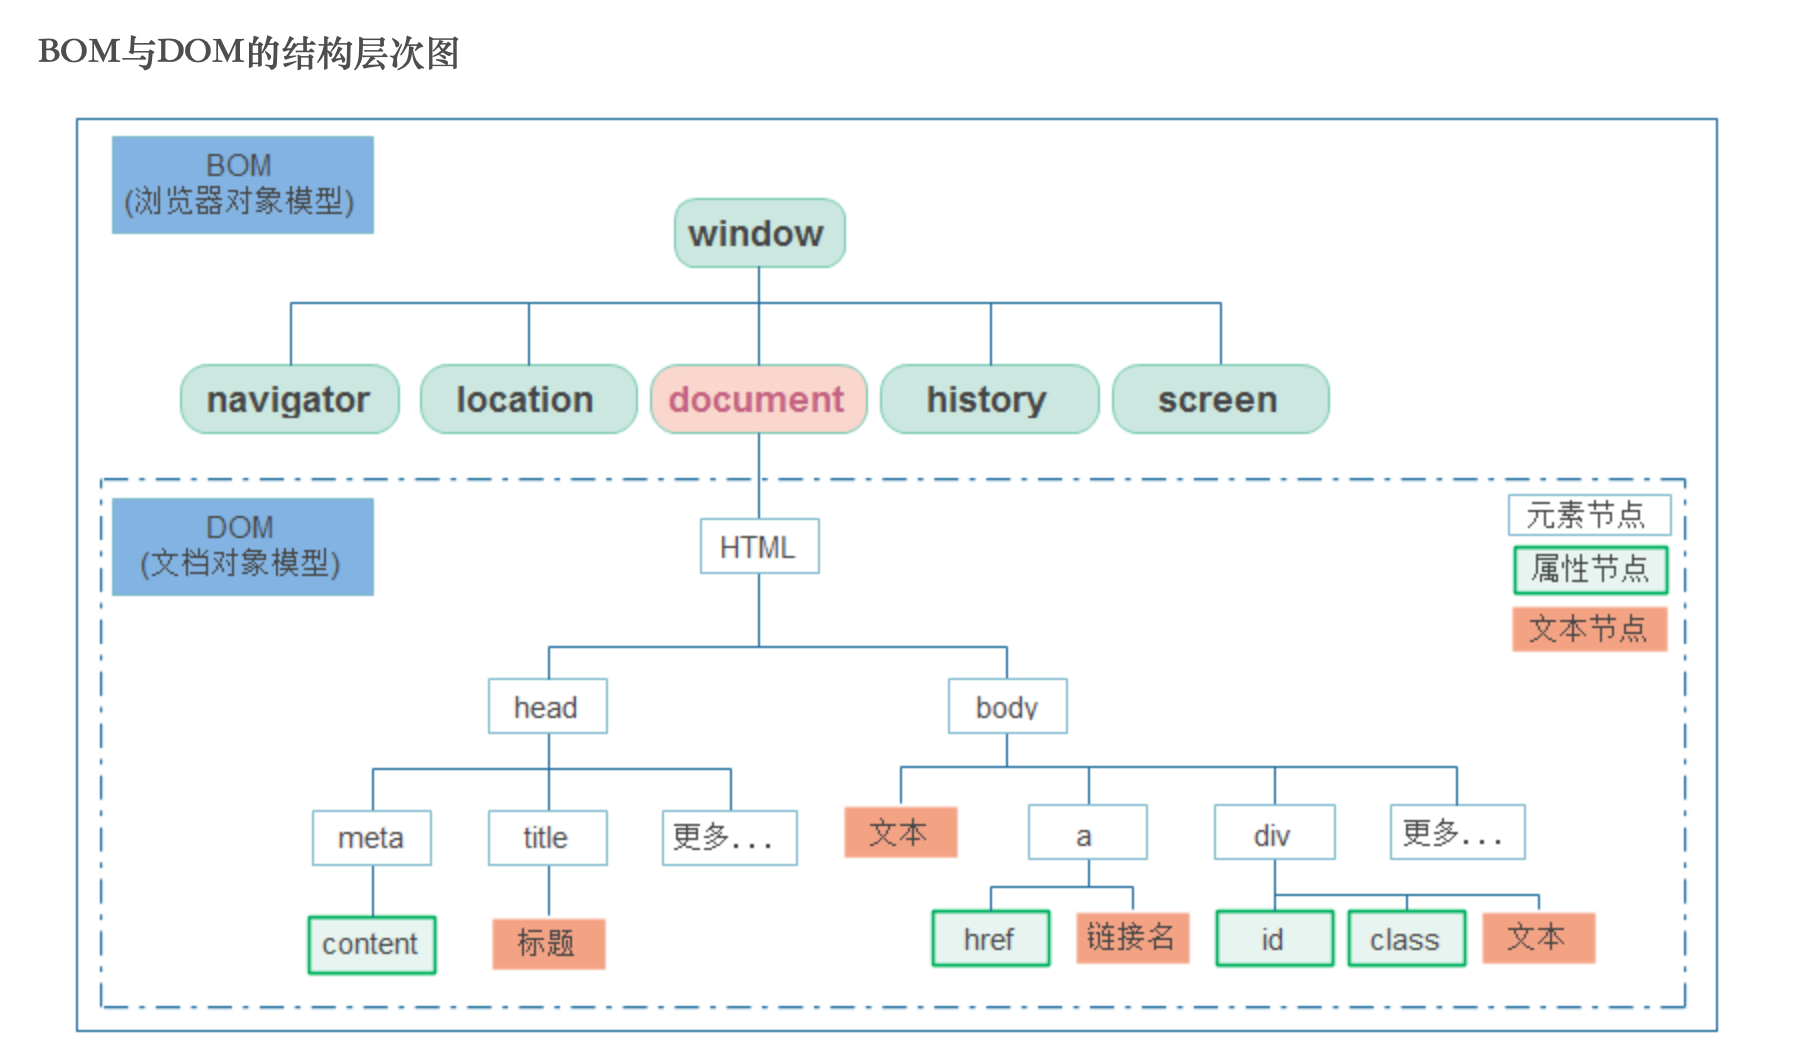 BOM与DOM的结构层次图
BOM
(浏览器对象模型)
window
navigator
location
document
history
screen
DOM
(文档对象模型)
元素节点
属性节点
文本节点
HTML
head
body
meta
title
更多...
文本
a
div
更多...
content
标题
href
链接名
id
class
文本